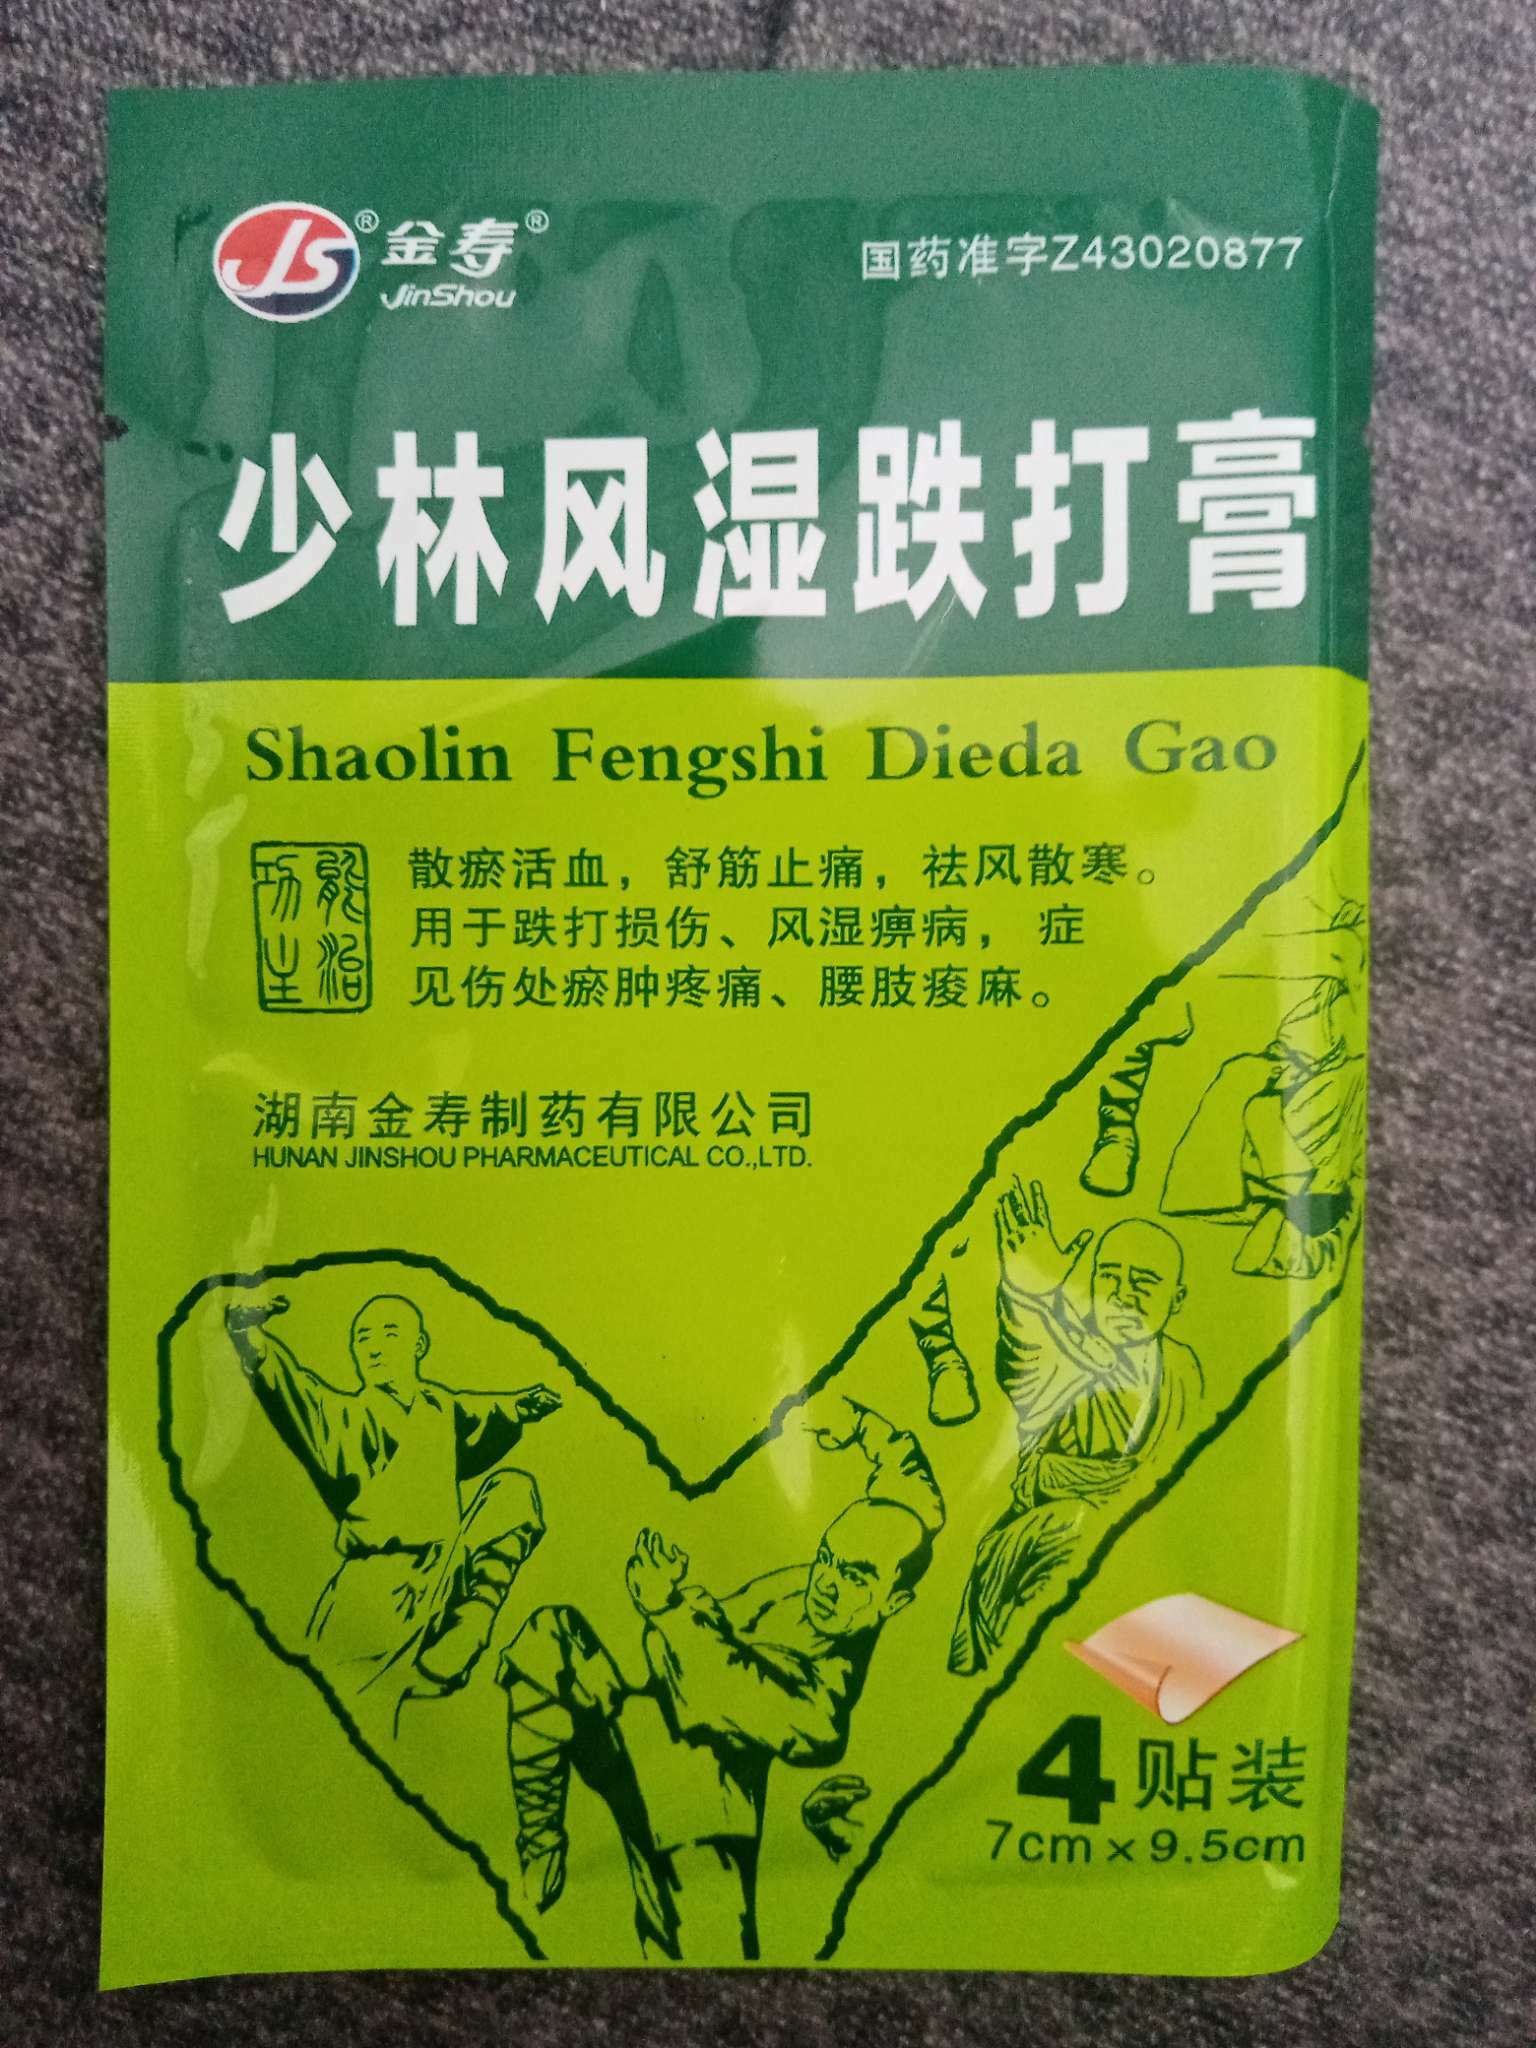 JS® 金寿®
JinShou
国药准字Z43020877
少林风湿跌打膏
Shaolin Fengshi Dieda Gao
功能主治
散瘀活血，舒筋止痛，祛风散寒。
用于跌打损伤、风湿痹病，症
见伤处瘀肿疼痛、腰肢痠麻。
湖南金寿制药有限公司
HUNAN JINSHOU PHARMACEUTICAL CO.,LTD.
4贴装
7cm×9.5cm